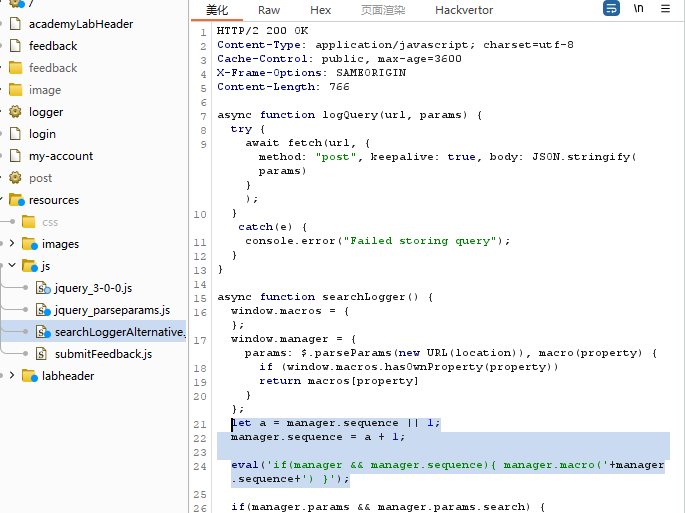 /
academyLabHeader
feedback
feedback
image
logger
login
my-account
post
resources
css
images
js
jquery_3-0-0.js
jquery_parseparams.js
searchLoggerAlternative.
submitFeedback.js
labheader
美化
Raw
Hex
页面渲染
Hackvertor
\n
1 HTTP/2 200 OK
2 Content-Type: application/javascript; charset=utf-8
3 Cache-Control: public, max-age=3600
4 X-Frame-Options: SAMEORIGIN
5 Content-Length: 766
6
7 async function logQuery(url, params) {
8 try {
9 await fetch(url, {
method: "post", keepalive: true, body: JSON.stringify(
params)
}
);
10 }
catch(e) {
11 console.error("Failed storing query");
12 }
13 }
14
15 async function searchLogger() {
16 window.macros = {
};
17 window.manager = {
params: $.parseParams(new URL(location)), macro(property) {
18 if (window.macros.hasOwnProperty(property))
19 return macros[property]
20 }
};
21 let a = manager.sequence || 1;
22 manager.sequence = a + 1;
23
24 eval('if(manager && manager.sequence){ manager.macro('+manager
.sequence+') }');
25
26 if(manager.params && manager.params.search) {